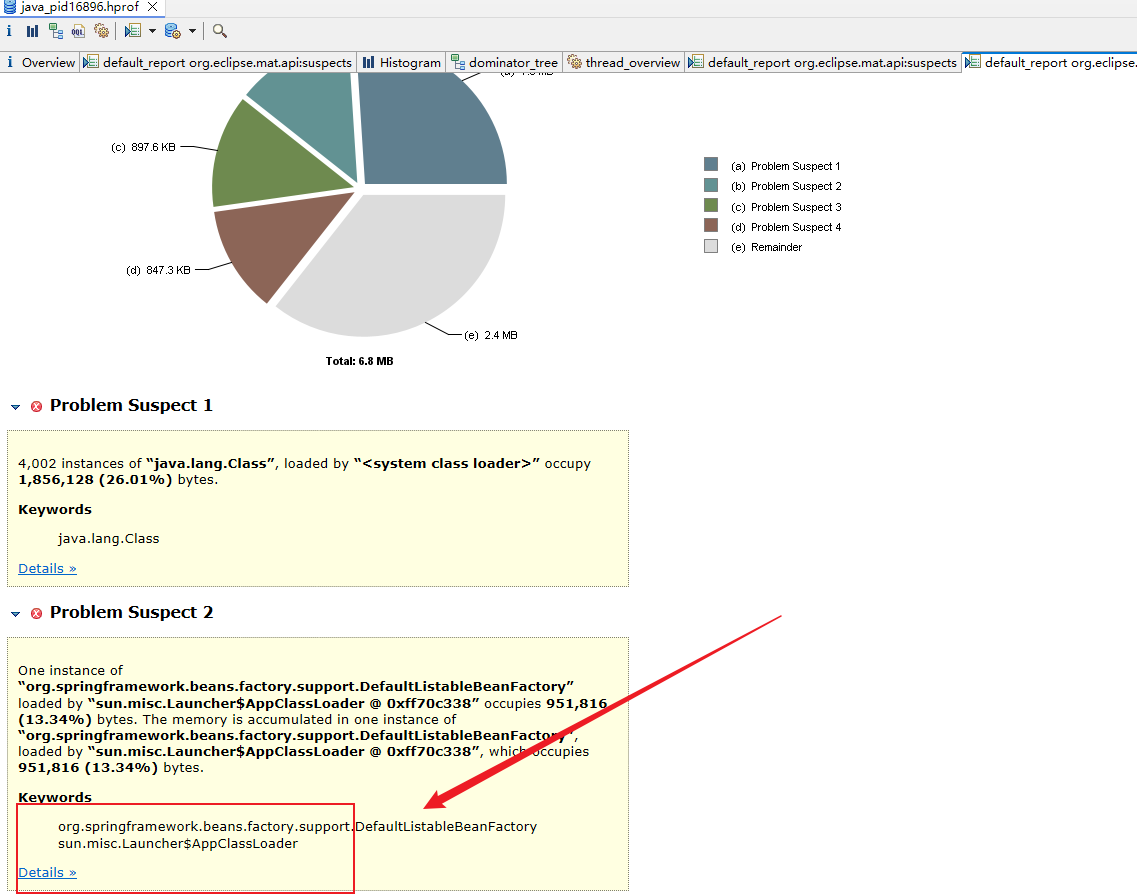 java_pid16896.hprof
OQL
Overview
default_report org.eclipse.mat.api:suspects
Histogram
dominator_tree
thread_overview
default_report org.eclipse.mat.api:suspects
default_report org.eclipse.
(c) 897.6 KB
(d) 847.3 KB
(e) 2.4 MB
Total: 6.8 MB
(a) Problem Suspect 1
(b) Problem Suspect 2
(c) Problem Suspect 3
(d) Problem Suspect 4
(e) Remainder
Problem Suspect 1
4,002 instances of “java.lang.Class”, loaded by “<system class loader>” occupy
1,856,128 (26.01%) bytes.
Keywords
java.lang.Class
Details »
Problem Suspect 2
One instance of
“org.springframework.beans.factory.support.DefaultListableBeanFactory”
loaded by “sun.misc.Launcher$AppClassLoader @ 0xff70c338” occupies 951,816
(13.34%) bytes. The memory is accumulated in one instance of
“org.springframework.beans.factory.support.DefaultListableBeanFactory”,
loaded by “sun.misc.Launcher$AppClassLoader @ 0xff70c338”, which occupies
951,816 (13.34%) bytes.
Keywords
org.springframework.beans.factory.support.DefaultListableBeanFactory
sun.misc.Launcher$AppClassLoader
Details »